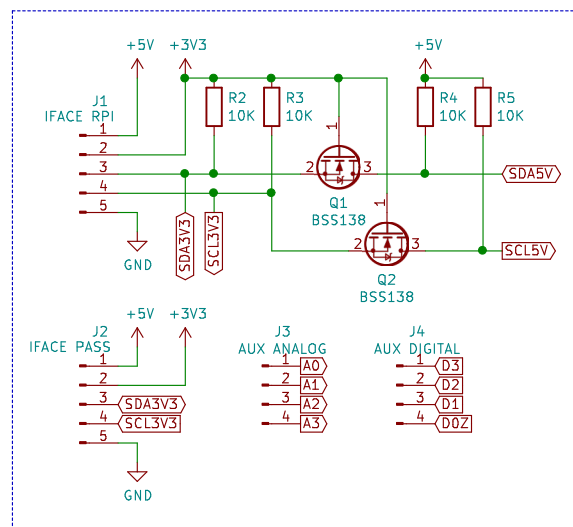 +5V
+3V3
+5V
J1
IFACE RPI
R2
10K
R3
10K
R4
10K
R5
10K
1
2
3
4
5
1
2
3
Q1
BSS138
SDA5V
1
2
3
Q2
BSS138
SCL5V
SDA3V3
SCL3V3
GND
+5V
+3V3
J2
IFACE PASS
1
2
3 SDA3V3
4 SCL3V3
5
GND
J3
AUX ANALOG
1 A0
2 A1
3 A2
4 A3
J4
AUX DIGITAL
1 D3
2 D2
3 D1
4 D0Z